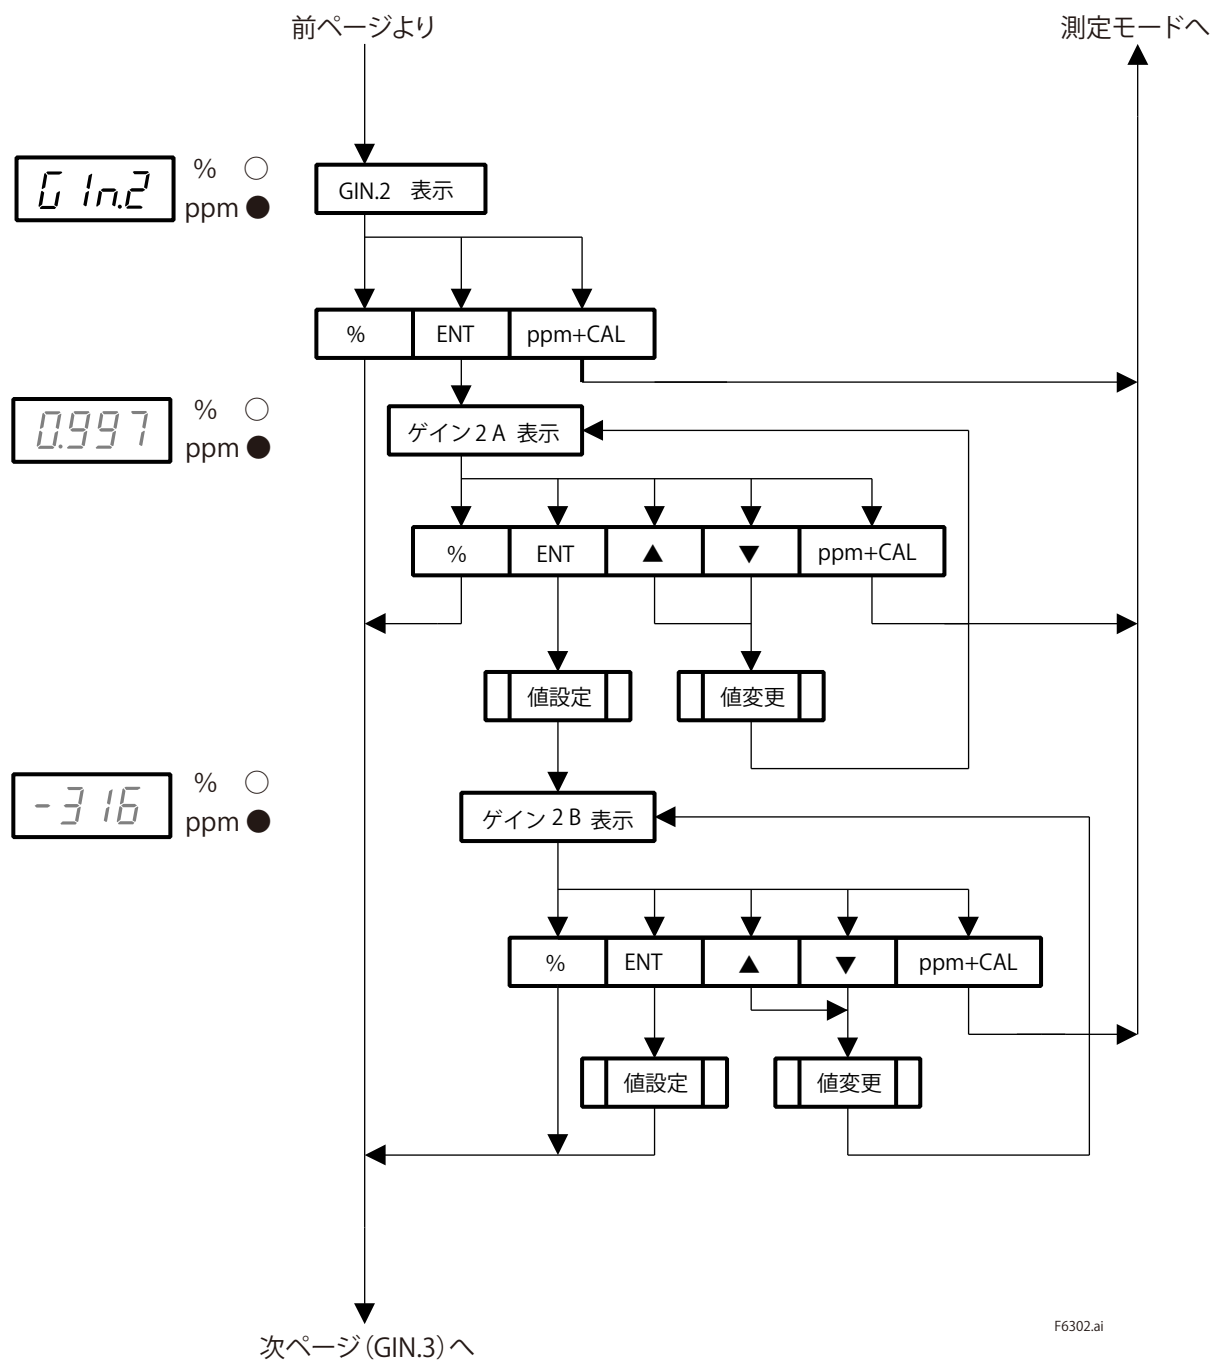 前ページより
測定モードへ
GIn.2
% ○
ppm ●
GIN.2 表示
% ENT ppm+CAL
0.997
% ○
ppm ●
ゲイン2A 表示
% ENT ▲ ▼ ppm+CAL
値設定 値変更
-316
% ○
ppm ●
ゲイン2B 表示
% ENT ▲ ▼ ppm+CAL
値設定 値変更
F6302.ai
次ページ(GIN.3)へ